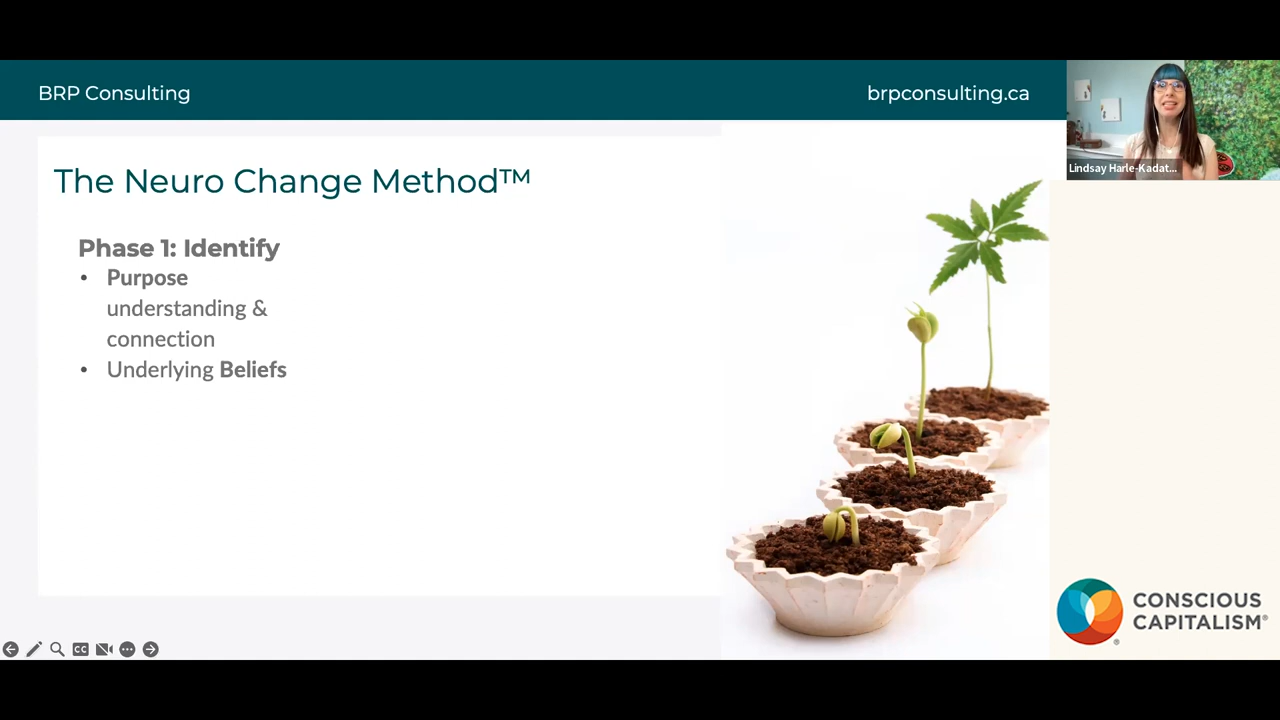 BRP Consulting
brpconsulting.ca
Lindsay Harle-Kadat...
The Neuro Change Method™
Phase 1: Identify
• Purpose
understanding &
connection
• Underlying Beliefs
CONSCIOUS
CAPITALISM®
®
CC